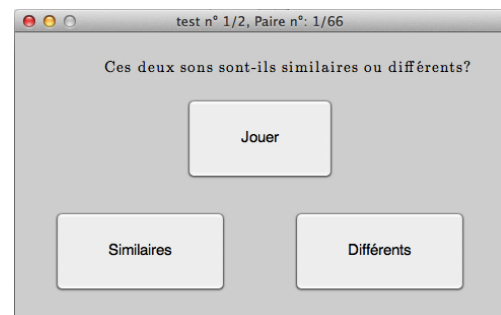 test n° 1/2, Paire n°: 1/66
Ces deux sons sont-ils similaires ou différents?
Jouer
Similaires
Différents